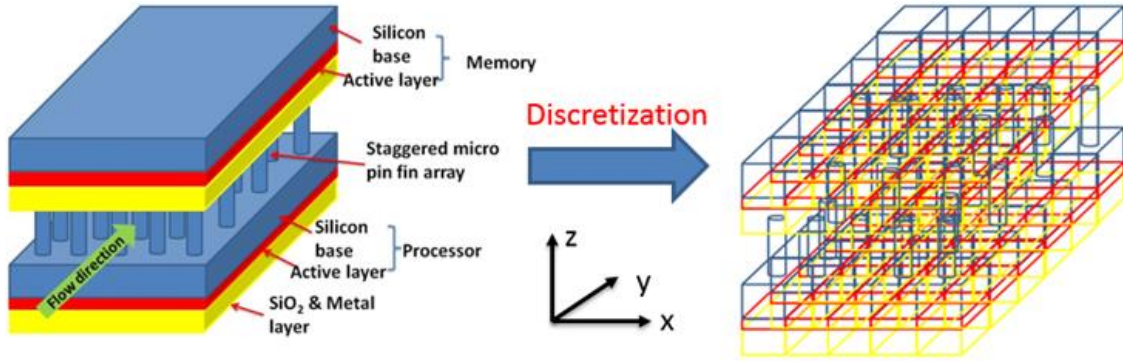 Silicon
base
Active layer
Memory
Discretization
Staggered micro
pin fin array
Silicon
base
Active layer
Processor
Flow direction
SiO₂ & Metal
layer
z
y
x